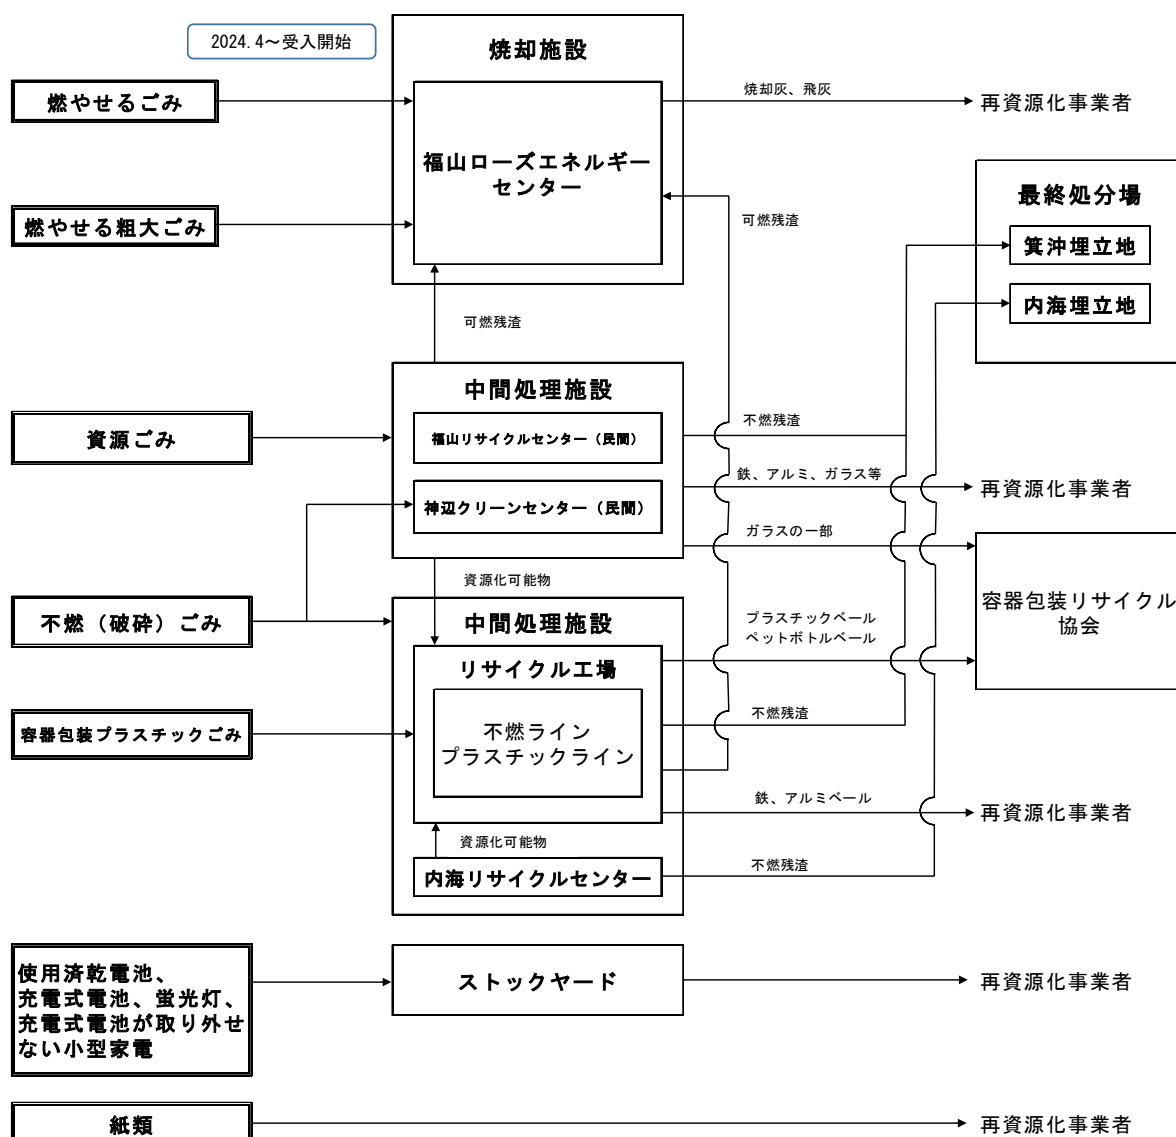 2024.4～受入開始
焼却施設
燃やせるごみ
焼却灰、飛灰
再資源化事業者
福山ローズエネルギー
センター
最終処分場
燃やせる粗大ごみ
可燃残渣
箕沖埋立地
内海埋立地
可燃残渣
中間処理施設
資源ごみ
福山リサイクルセンター（民間）
不燃残渣
鉄、アルミ、ガラス等
再資源化事業者
神辺クリーンセンター（民間）
ガラスの一部
資源化可能物
容器包装リサイクル
協会
不燃（破砕）ごみ
中間処理施設
プラスチックベール
ペットボトルベール
リサイクル工場
容器包装プラスチックごみ
不燃ライン
プラスチックライン
不燃残渣
鉄、アルミベール
再資源化事業者
資源化可能物
内海リサイクルセンター
不燃残渣
使用済乾電池、
充電式電池、蛍光灯、
充電式電池が取り外せ
ない小型家電
ストックヤード
再資源化事業者
紙類
再資源化事業者